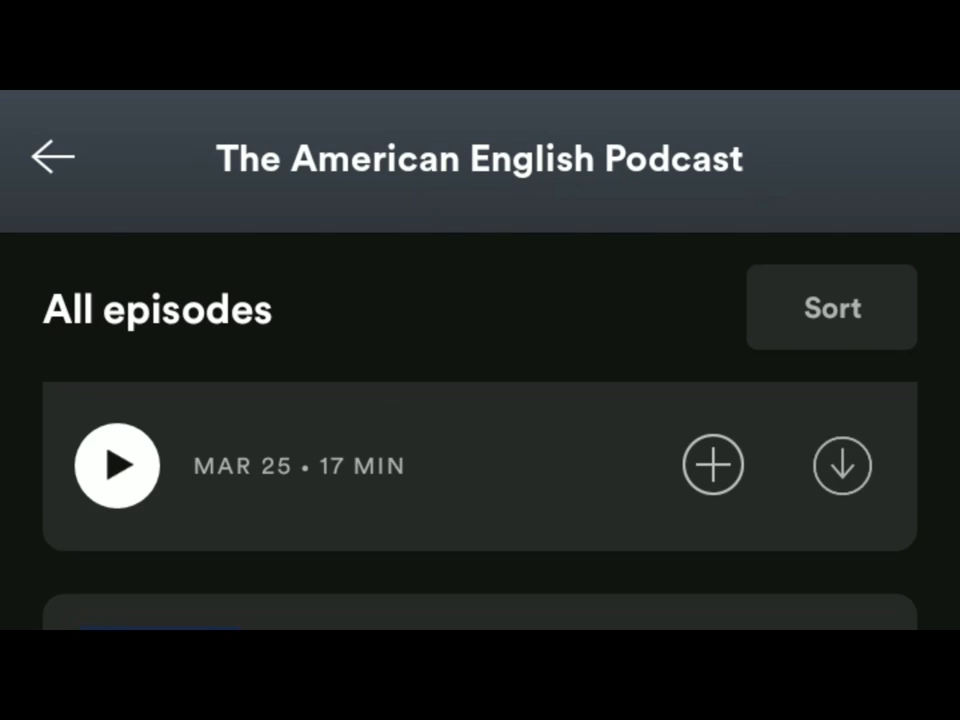 The American English Podcast
All episodes
Sort
MAR 25 • 17 MIN